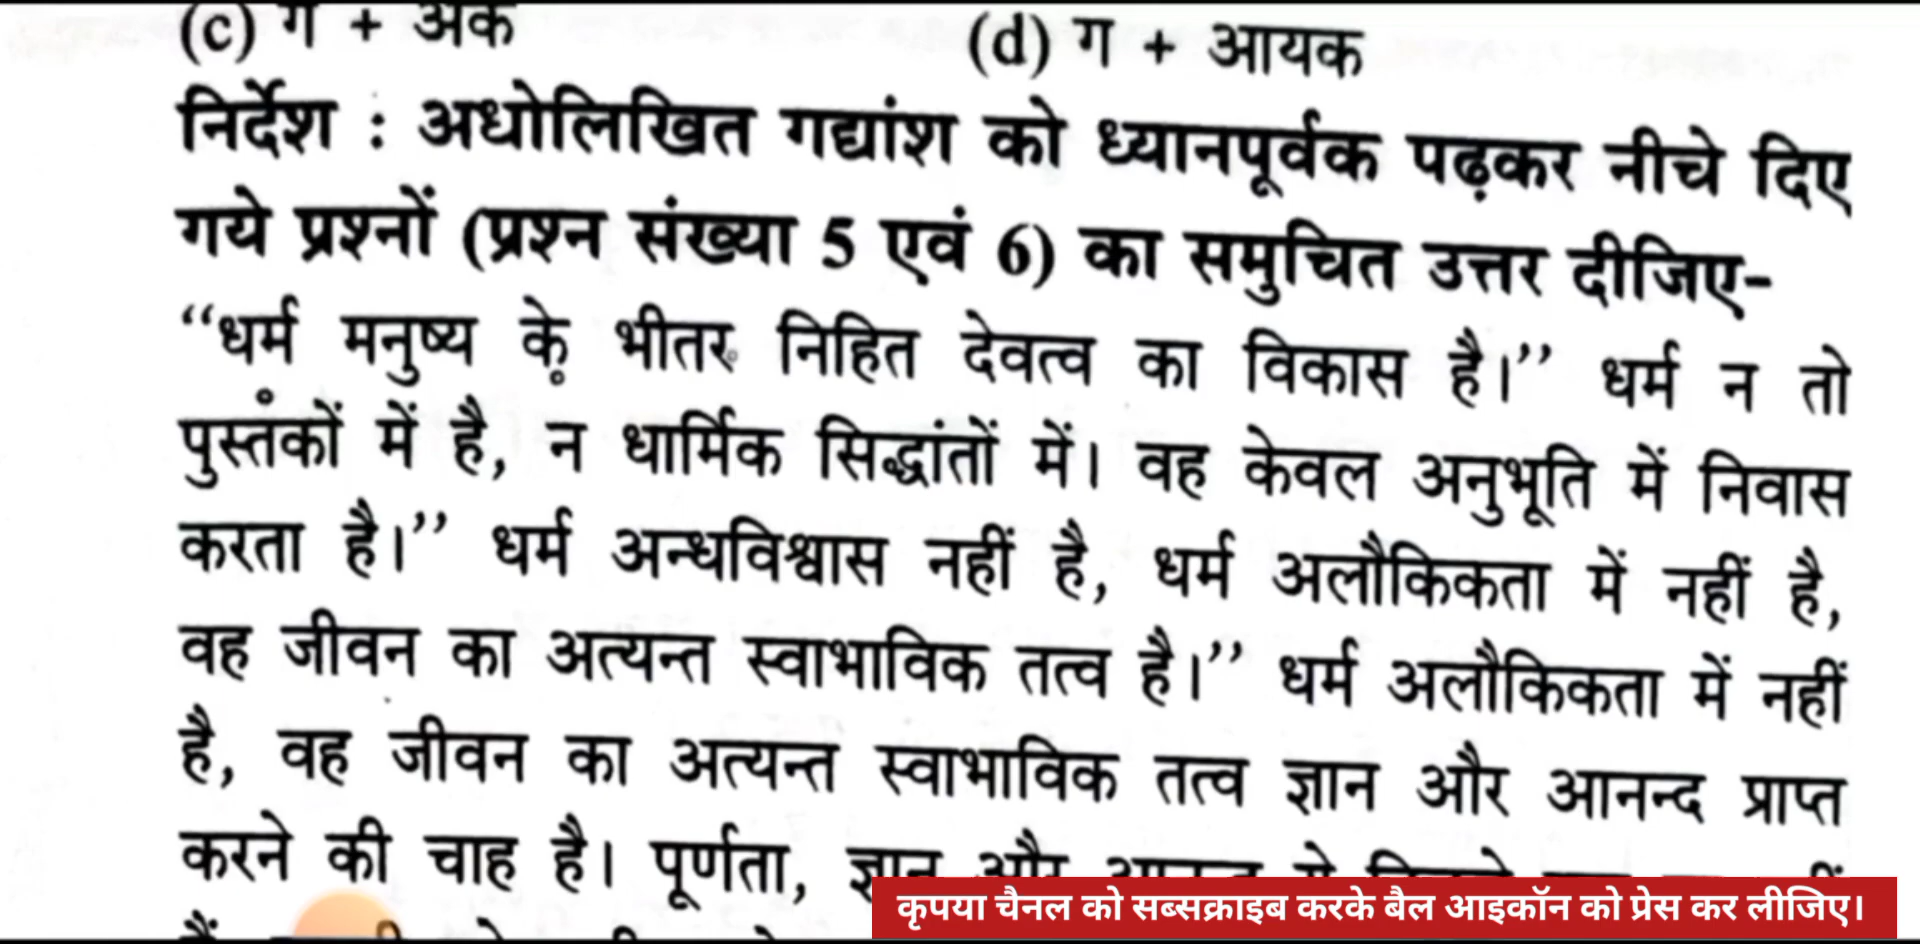 (c) ग + अक (d) ग + आयक
निर्देश : अधोलिखित गद्यांश को ध्यानपूर्वक पढ़कर नीचे दिए
गये प्रश्नों (प्रश्न संख्या 5 एवं 6) का समुचित उत्तर दीजिए-
“धर्म मनुष्य के भीतर निहित देवत्व का विकास है।” धर्म न तो
पुस्तकों में है, न धार्मिक सिद्धांतों में। वह केवल अनुभूति में निवास
करता है।” धर्म अन्धविश्वास नहीं है, धर्म अलौकिकता में नहीं है,
वह जीवन का अत्यन्त स्वाभाविक तत्व है।” धर्म अलौकिकता में नहीं
है, वह जीवन का अत्यन्त स्वाभाविक तत्व ज्ञान और आनन्द प्राप्त
करने की चाह है। पूर्णता, ज्ञान और आनन्द
कृपया चैनल को सब्सक्राइब करके बैल आइकॉन को प्रेस कर लीजिए।